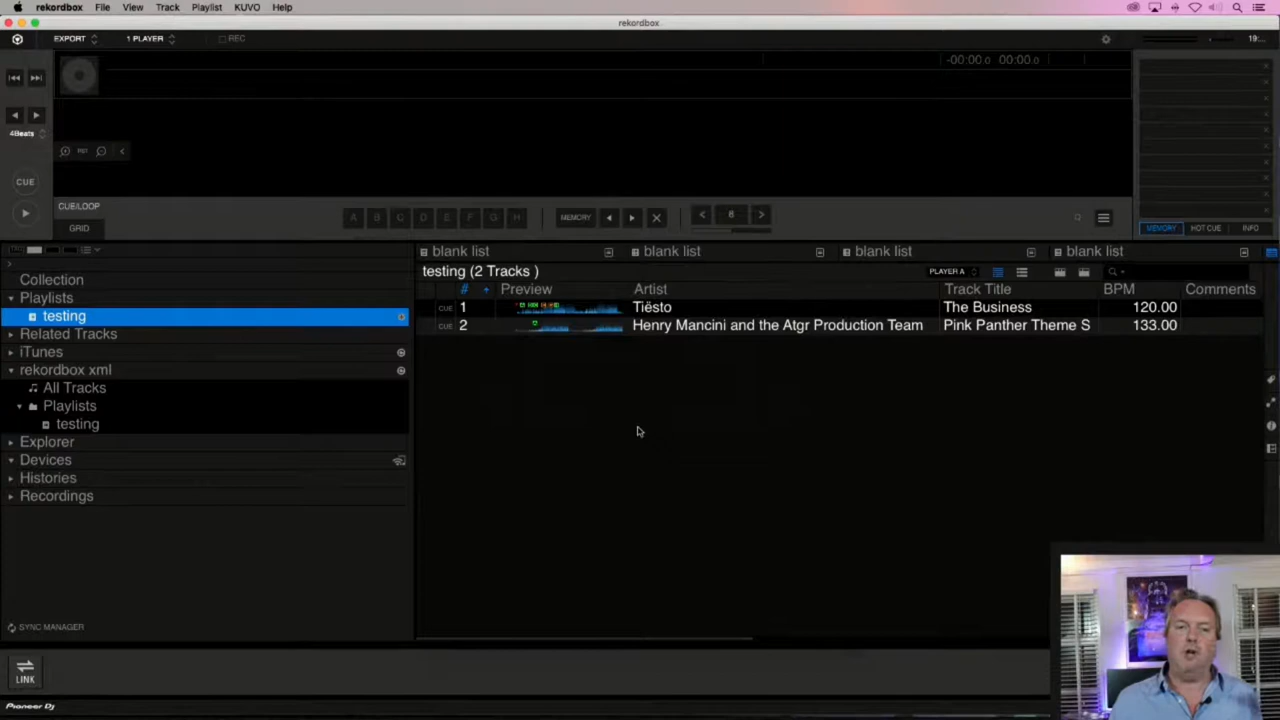 rekordbox File View Track Playlist KUVO Help
rekordbox
EXPORT 1 PLAYER REC 19:...
-00:00.0 00:00.0
4Beats
RST
CUE
CUE/LOOP
GRID
A B C D E F G H MEMORY 8
MEMORY HOT CUE INFO
blank list blank list blank list blank list
testing (2 Tracks ) PLAYER A
# Preview Artist Track Title BPM Comments
CUE 1 Tiësto The Business 120.00
CUE 2 Henry Mancini and the Atgr Production Team Pink Panther Theme S 133.00
Collection
Playlists
testing
Related Tracks
iTunes
rekordbox xml
All Tracks
Playlists
testing
Explorer
Devices
Histories
Recordings
SYNC MANAGER
LINK
Pioneer Dj